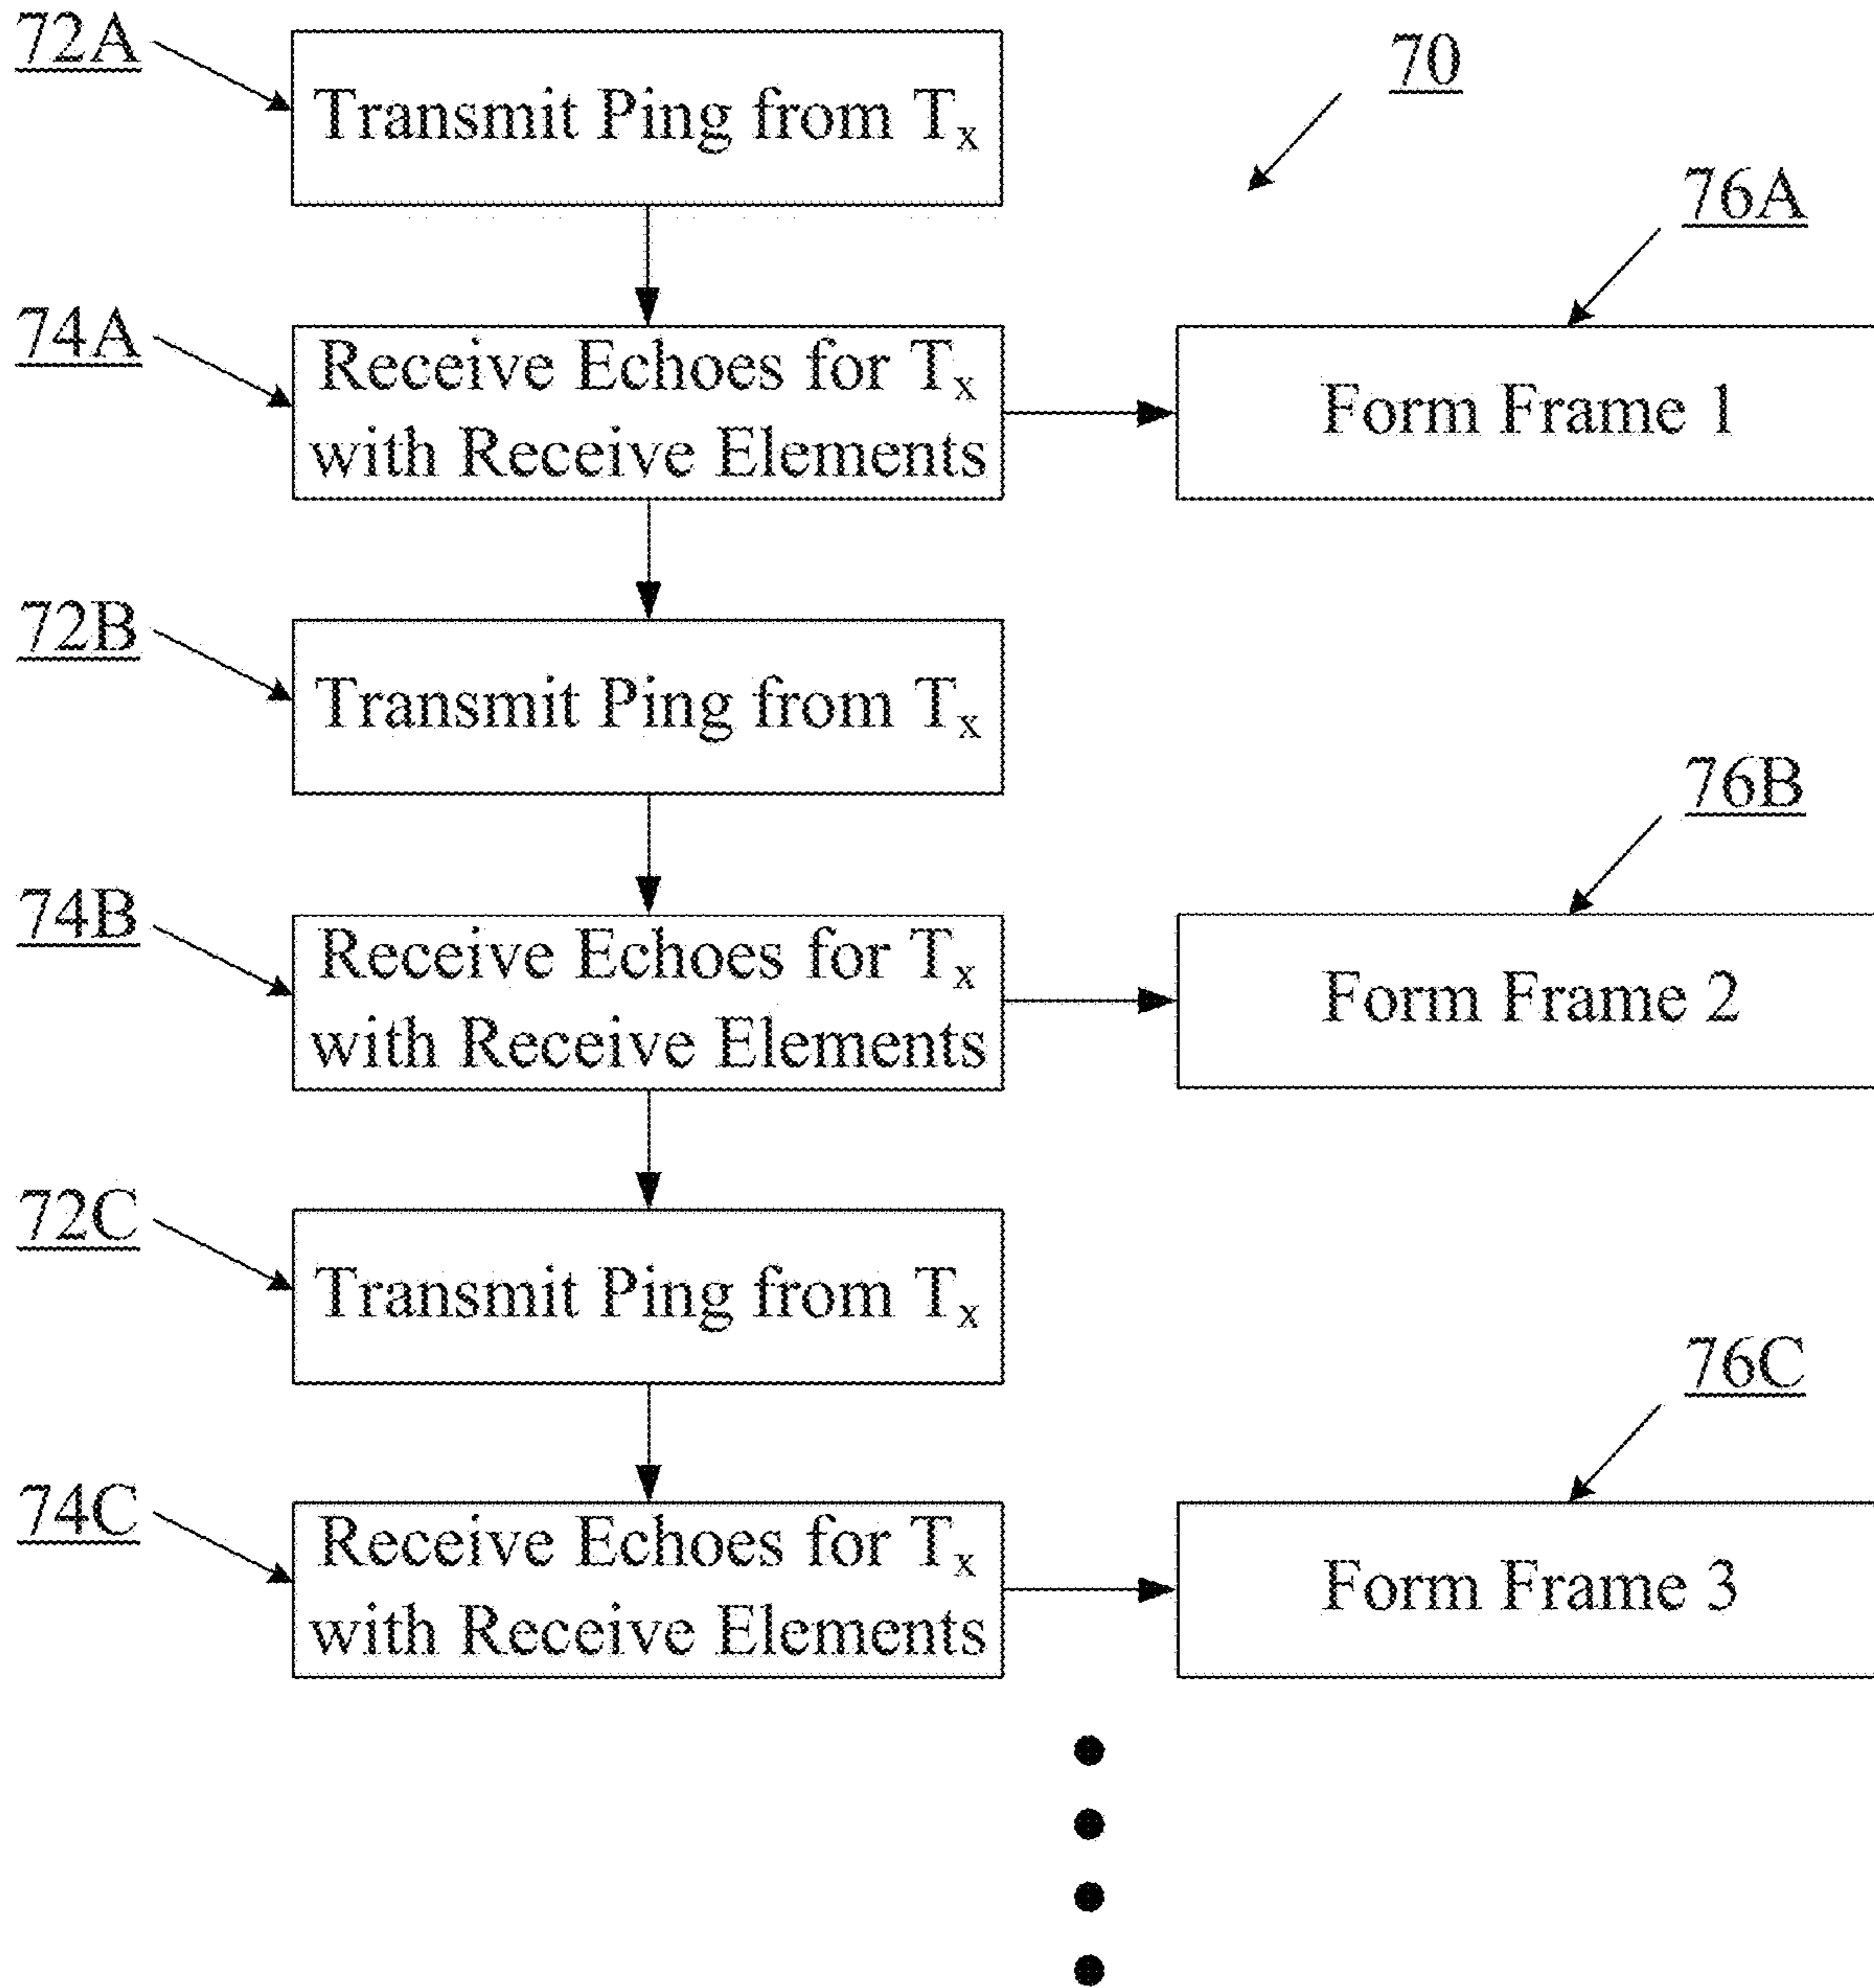 72A
Transmit Ping from Tx
70
76A
74A
Receive Echoes for Tx
with Receive Elements
Form Frame 1
72B
Transmit Ping from Tx
76B
74B
Receive Echoes for Tx
with Receive Elements
Form Frame 2
72C
Transmit Ping from Tx
76C
74C
Receive Echoes for Tx
with Receive Elements
Form Frame 3